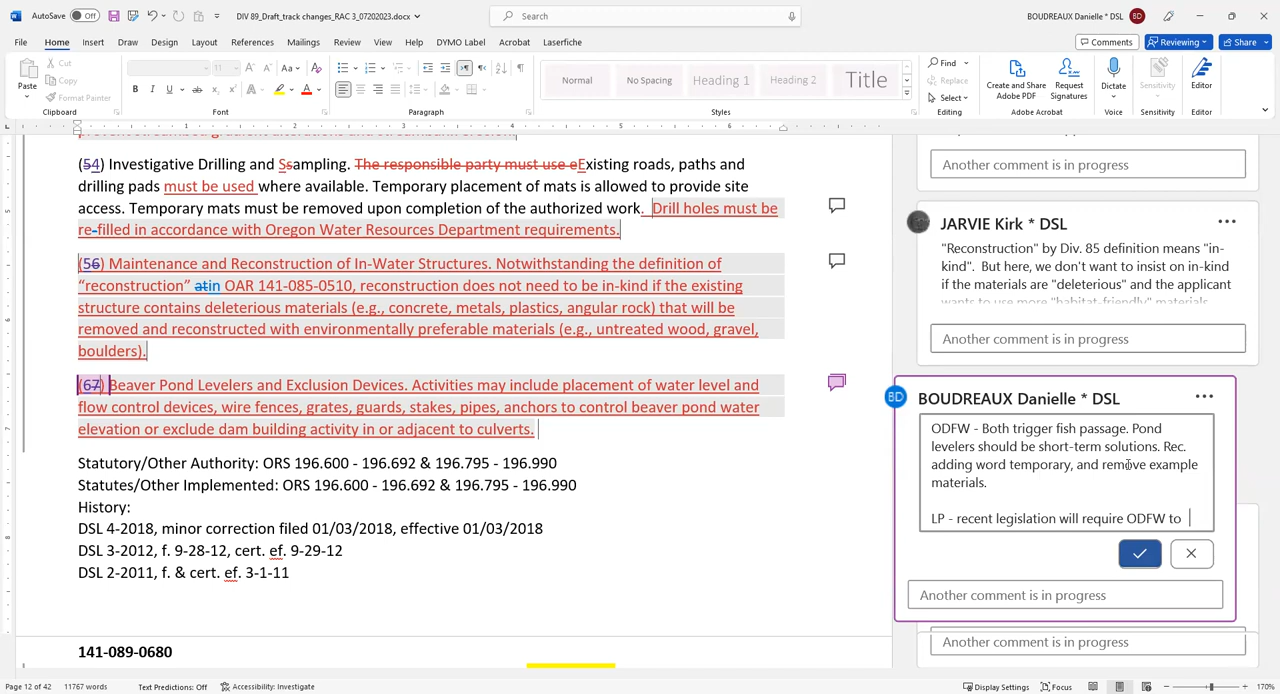 AutoSave Off DIV 89_Draft_track changes_RAC 3_07202023.docx Search BOUDREAUX Danielle * DSL BD
File Home Insert Draw Design Layout References Mailings Review View Help DYMO Label Acrobat Laserfiche Comments Reviewing Share
Paste Cut Copy Format Painter 11 Normal No Spacing Heading 1 Heading 2 Title Find Replace Select Create and Share Adobe PDF Request Signatures Dictate Sensitivity Editor
Clipboard Font Paragraph Styles Editing Adobe Acrobat Voice Sensitivity Editor
(54) Investigative Drilling and Ssampling. The responsible party must use eExisting roads, paths and
drilling pads must be used where available. Temporary placement of mats is allowed to provide site
access. Temporary mats must be removed upon completion of the authorized work. Drill holes must be
re-filled in accordance with Oregon Water Resources Department requirements.
(56) Maintenance and Reconstruction of In-Water Structures. Notwithstanding the definition of
“reconstruction” atin OAR 141-085-0510, reconstruction does not need to be in-kind if the existing
structure contains deleterious materials (e.g., concrete, metals, plastics, angular rock) that will be
removed and reconstructed with environmentally preferable materials (e.g., untreated wood, gravel,
boulders).
(67) Beaver Pond Levelers and Exclusion Devices. Activities may include placement of water level and
flow control devices, wire fences, grates, guards, stakes, pipes, anchors to control beaver pond water
elevation or exclude dam building activity in or adjacent to culverts.
Statutory/Other Authority: ORS 196.600 - 196.692 & 196.795 - 196.990
Statutes/Other Implemented: ORS 196.600 - 196.692 & 196.795 - 196.990
History:
DSL 4-2018, minor correction filed 01/03/2018, effective 01/03/2018
DSL 3-2012, f. 9-28-12, cert. ef. 9-29-12
DSL 2-2011, f. & cert. ef. 3-1-11
141-089-0680
Another comment is in progress
JARVIE Kirk * DSL
"Reconstruction" by Div. 85 definition means "in-
kind". But here, we don't want to insist on in-kind
if the materials are "deleterious" and the applicant
wants to use more "habitat-friendly" materials
Another comment is in progress
BD BOUDREAUX Danielle * DSL
ODFW - Both trigger fish passage. Pond
levelers should be short-term solutions. Rec.
adding word temporary, and remove example
materials.
LP - recent legislation will require ODFW to
Another comment is in progress
Another comment is in progress
Page 12 of 42 11767 words Text Predictions: Off Accessibility: Investigate Display Settings Focus 170%